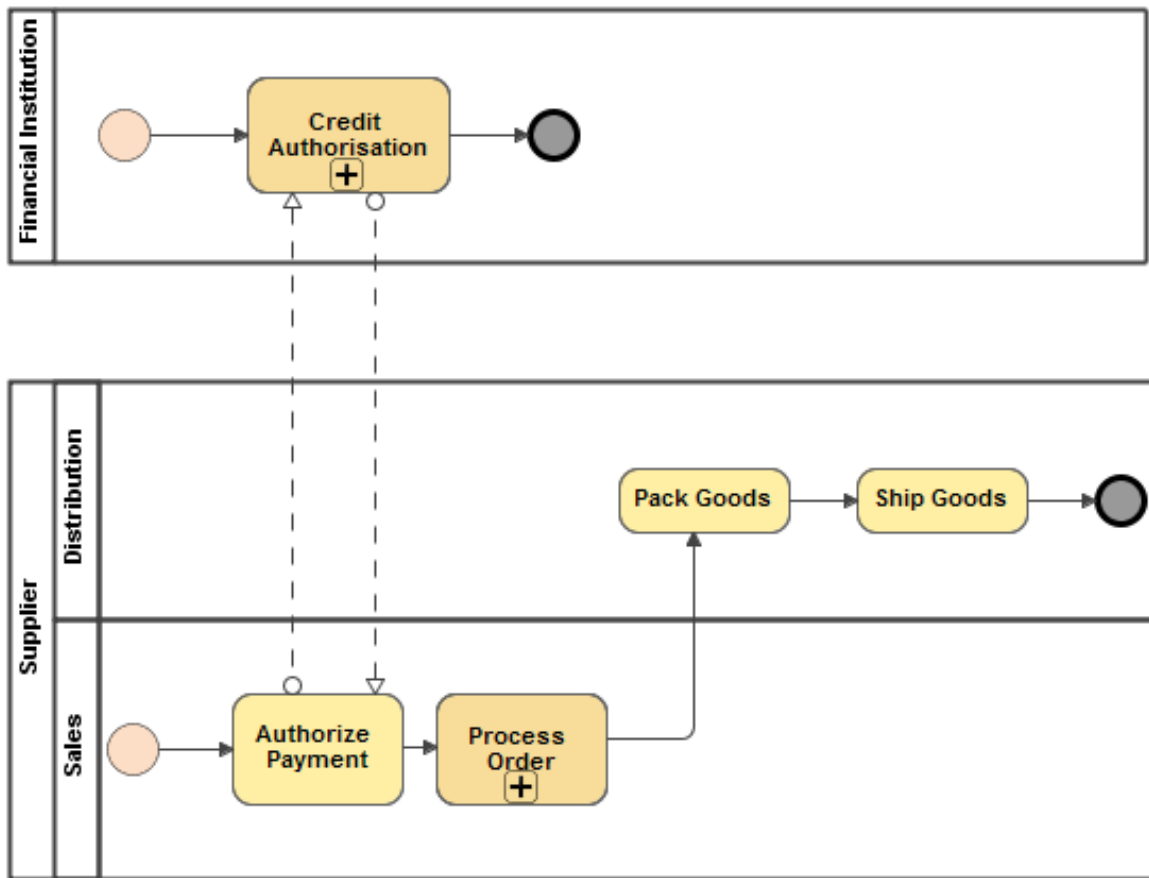 Financial Institution
Credit
Authorisation
Supplier
Distribution
Pack Goods
Ship Goods
Sales
Authorize
Payment
Process
Order